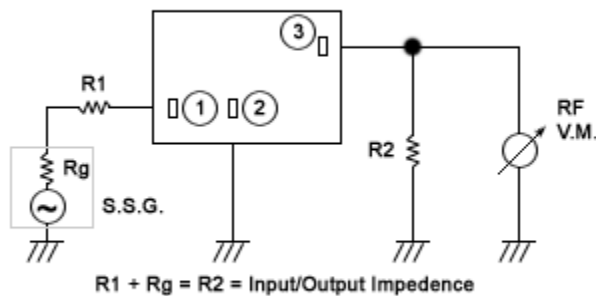 3
R1
1
2
RF
V.M.
R2
Rg
S.S.G.
R1 + Rg = R2 = Input/Output Impedence